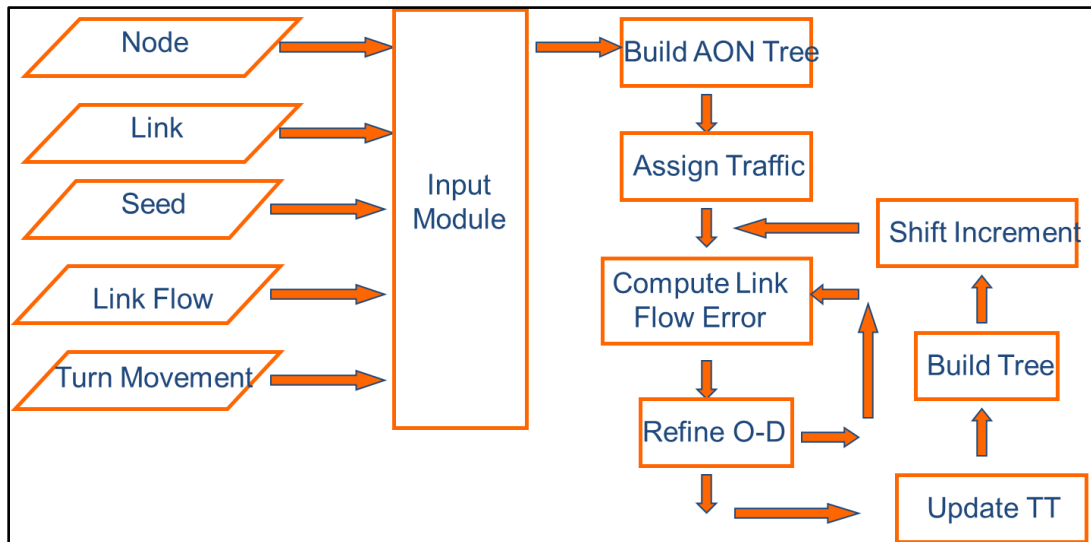 Node
Link
Seed
Link Flow
Turn Movement
Input
Module
Build AON Tree
Assign Traffic
Compute Link
Flow Error
Refine O-D
Shift Increment
Build Tree
Update TT